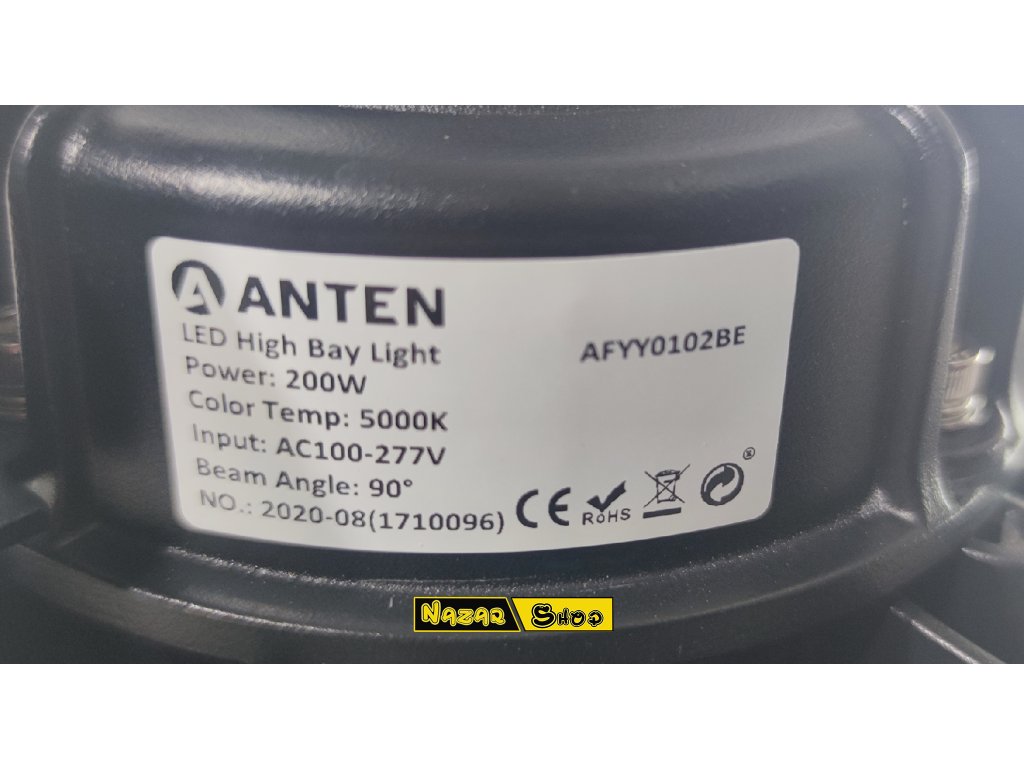 ANTEN
LED High Bay Light
AFYY0102BE
Power: 200W
Color Temp: 5000K
Input: AC100-277V
Beam Angle: 90°
NO.: 2020-08(1710096)
CE
RoHS
®
Nazar Shop